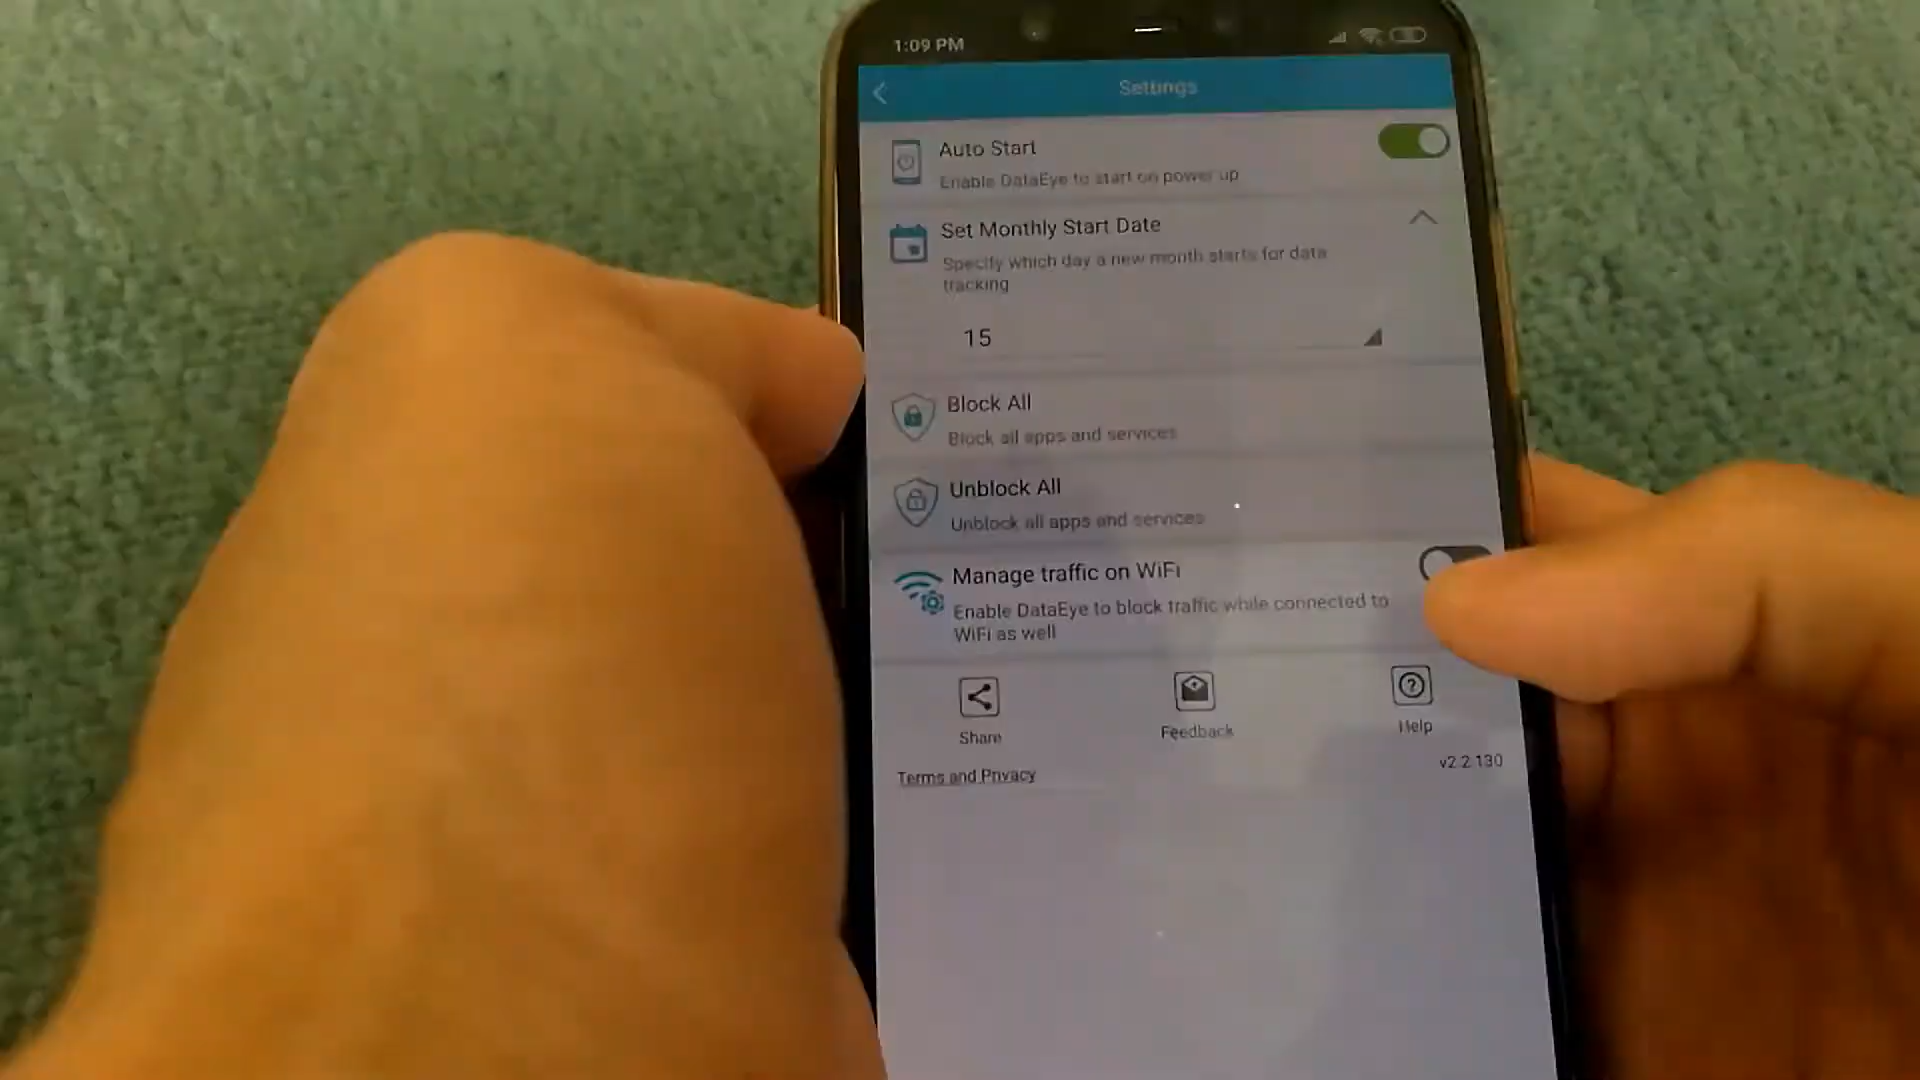 1:09 PM
Settings
Auto Start
Enable DataEye to start on power up
Set Monthly Start Date
Specify which day a new month starts for data
tracking
15
Block All
Block all apps and services
Unblock All
Unblock all apps and services
Manage traffic on WiFi
Enable DataEye to block traffic while connected to
WiFi as well
Share
Feedback
Help
v2.2.130
Terms and Privacy